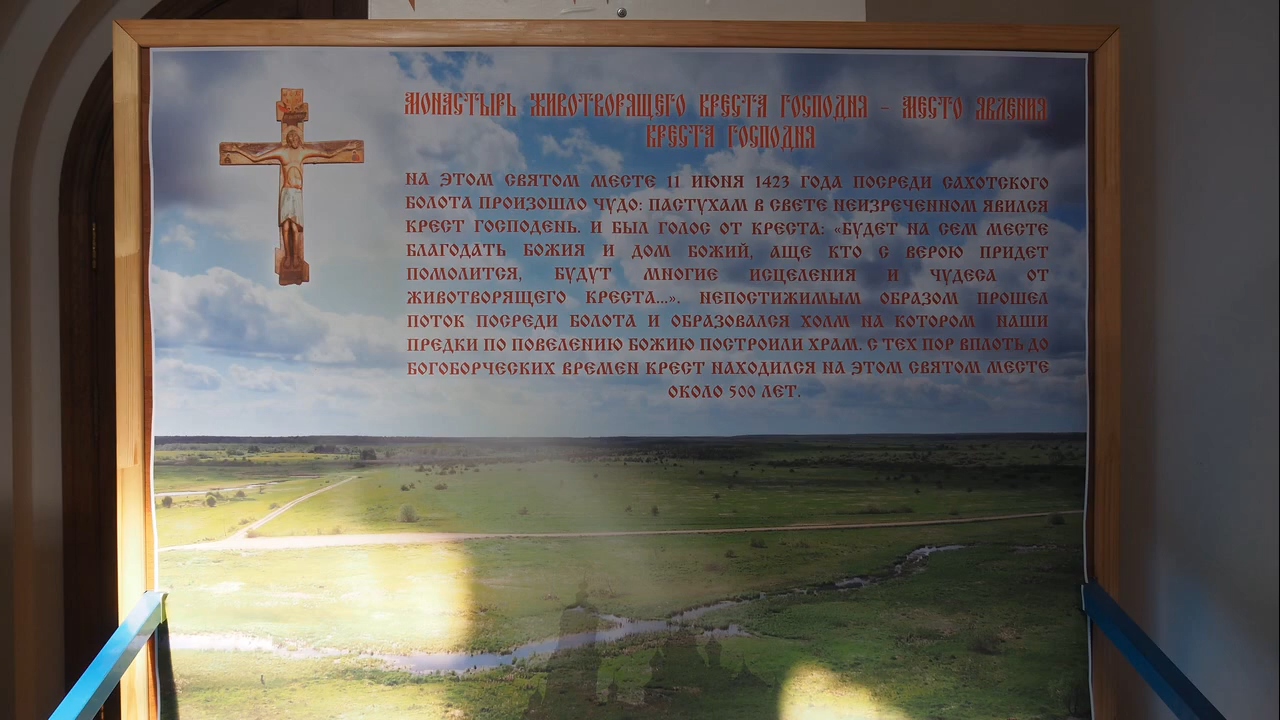 МОНАСТЫРЬ ЖИВОТВОРЯЩЕГО КРЕСТА ГОСПОДНЯ – МЕСТО ЯВЛЕНИЯ
КРЕСТА ГОСПОДНЯ
НА ЭТОМ СВЯТОМ МЕСТЕ 11 ИЮНЯ 1423 ГОДА ПОСРЕДИ САХОТСКОГО
БОЛОТА ПРОИЗОШЛО ЧУДО: ПАСТУХАМ В СВЕТЕ НЕИЗРЕЧЕННОМ ЯВИЛСЯ
КРЕСТ ГОСПОДЕНЬ. И БЫЛ ГОЛОС ОТ КРЕСТА: «БУДЕТ НА СЕМ МЕСТЕ
БЛАГОДАТЬ БОЖИЯ И ДОМ БОЖИЙ, АЩЕ КТО С ВЕРОЮ ПРИДЕТ
ПОМОЛИТСЯ, БУДУТ МНОГИЕ ИСЦЕЛЕНИЯ И ЧУДЕСА ОТ
ЖИВОТВОРЯЩЕГО КРЕСТА...». НЕПОСТИЖИМЫМ ОБРАЗОМ ПРОШЕЛ
ПОТОК ПОСРЕДИ БОЛОТА И ОБРАЗОВАЛСЯ ХОЛМ НА КОТОРОМ НАШИ
ПРЕДКИ ПО ПОВЕЛЕНИЮ БОЖИЮ ПОСТРОИЛИ ХРАМ. С ТЕХ ПОР ВПЛОТЬ ДО
БОГОБОРЧЕСКИХ ВРЕМЕН КРЕСТ НАХОДИЛСЯ НА ЭТОМ СВЯТОМ МЕСТЕ
ОКОЛО 500 ЛЕТ.